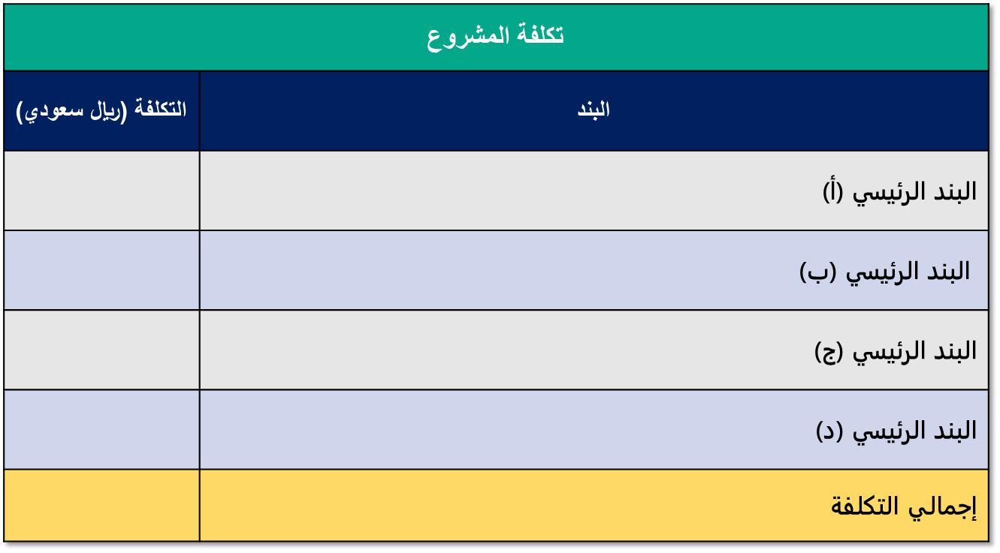 تكلفة المشروع
البند
التكلفة (ريال سعودي)
البند الرئيسي (أ)
البند الرئيسي (ب)
البند الرئيسي (ج)
البند الرئيسي (د)
إجمالي التكلفة